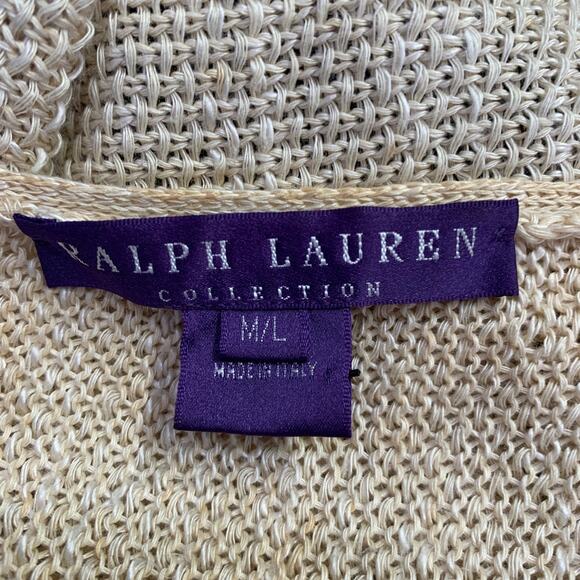 RALPH LAUREN
COLLECTION
M/L
MADE IN ITALY